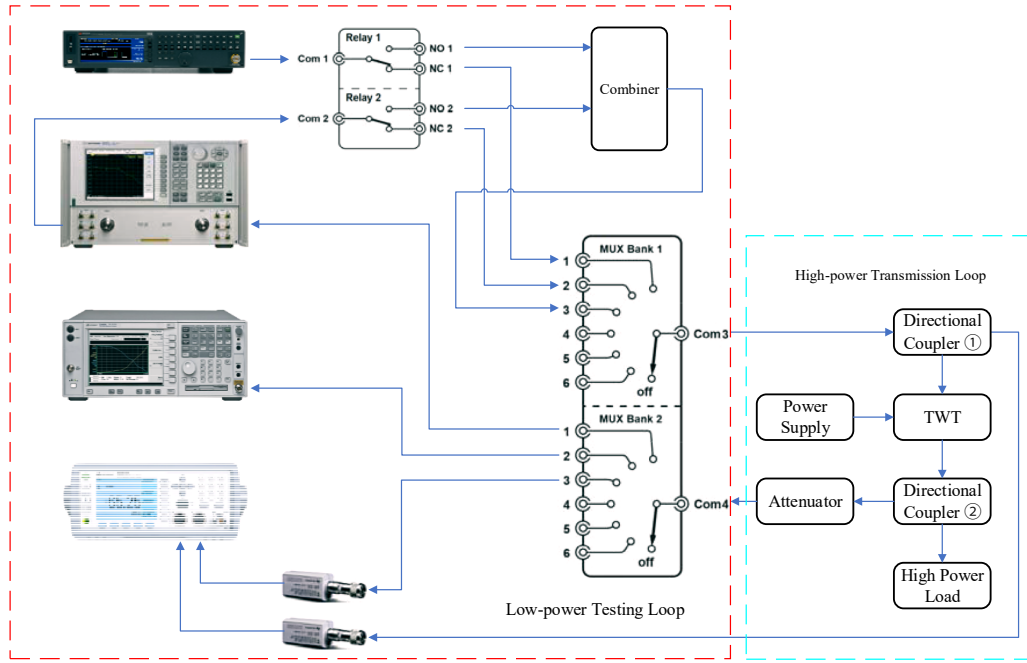 Relay 1
NO 1
Com 1
NC 1
Relay 2
NO 2
Com 2
NC 2
Combiner
MUX Bank 1
1
2
3
4
5
6
off
Com3
MUX Bank 2
1
2
3
4
5
6
off
Com4
Low-power Testing Loop
High-power Transmission Loop
Directional
Coupler ①
Power
Supply
TWT
Attenuator
Directional
Coupler ②
High Power
Load